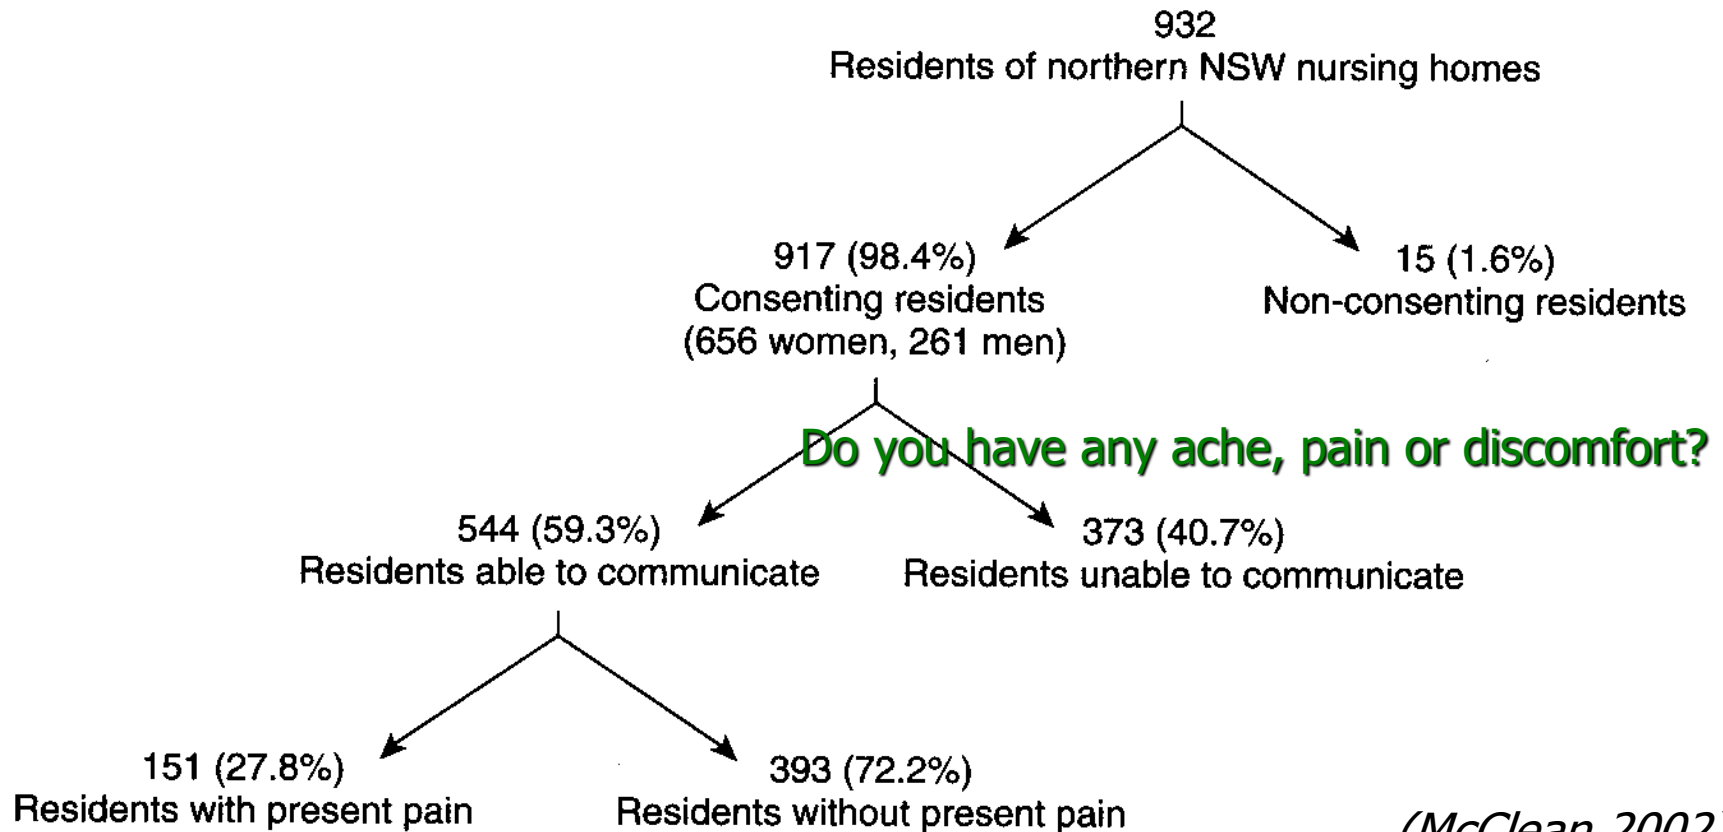 932
Residents of northern NSW nursing homes
917 (98.4%)
Consenting residents
(656 women, 261 men)
15 (1.6%)
Non-consenting residents
Do you have any ache, pain or discomfort?
544 (59.3%)
Residents able to communicate
373 (40.7%)
Residents unable to communicate
151 (27.8%)
Residents with present pain
393 (72.2%)
Residents without present pain
(McClean 2002